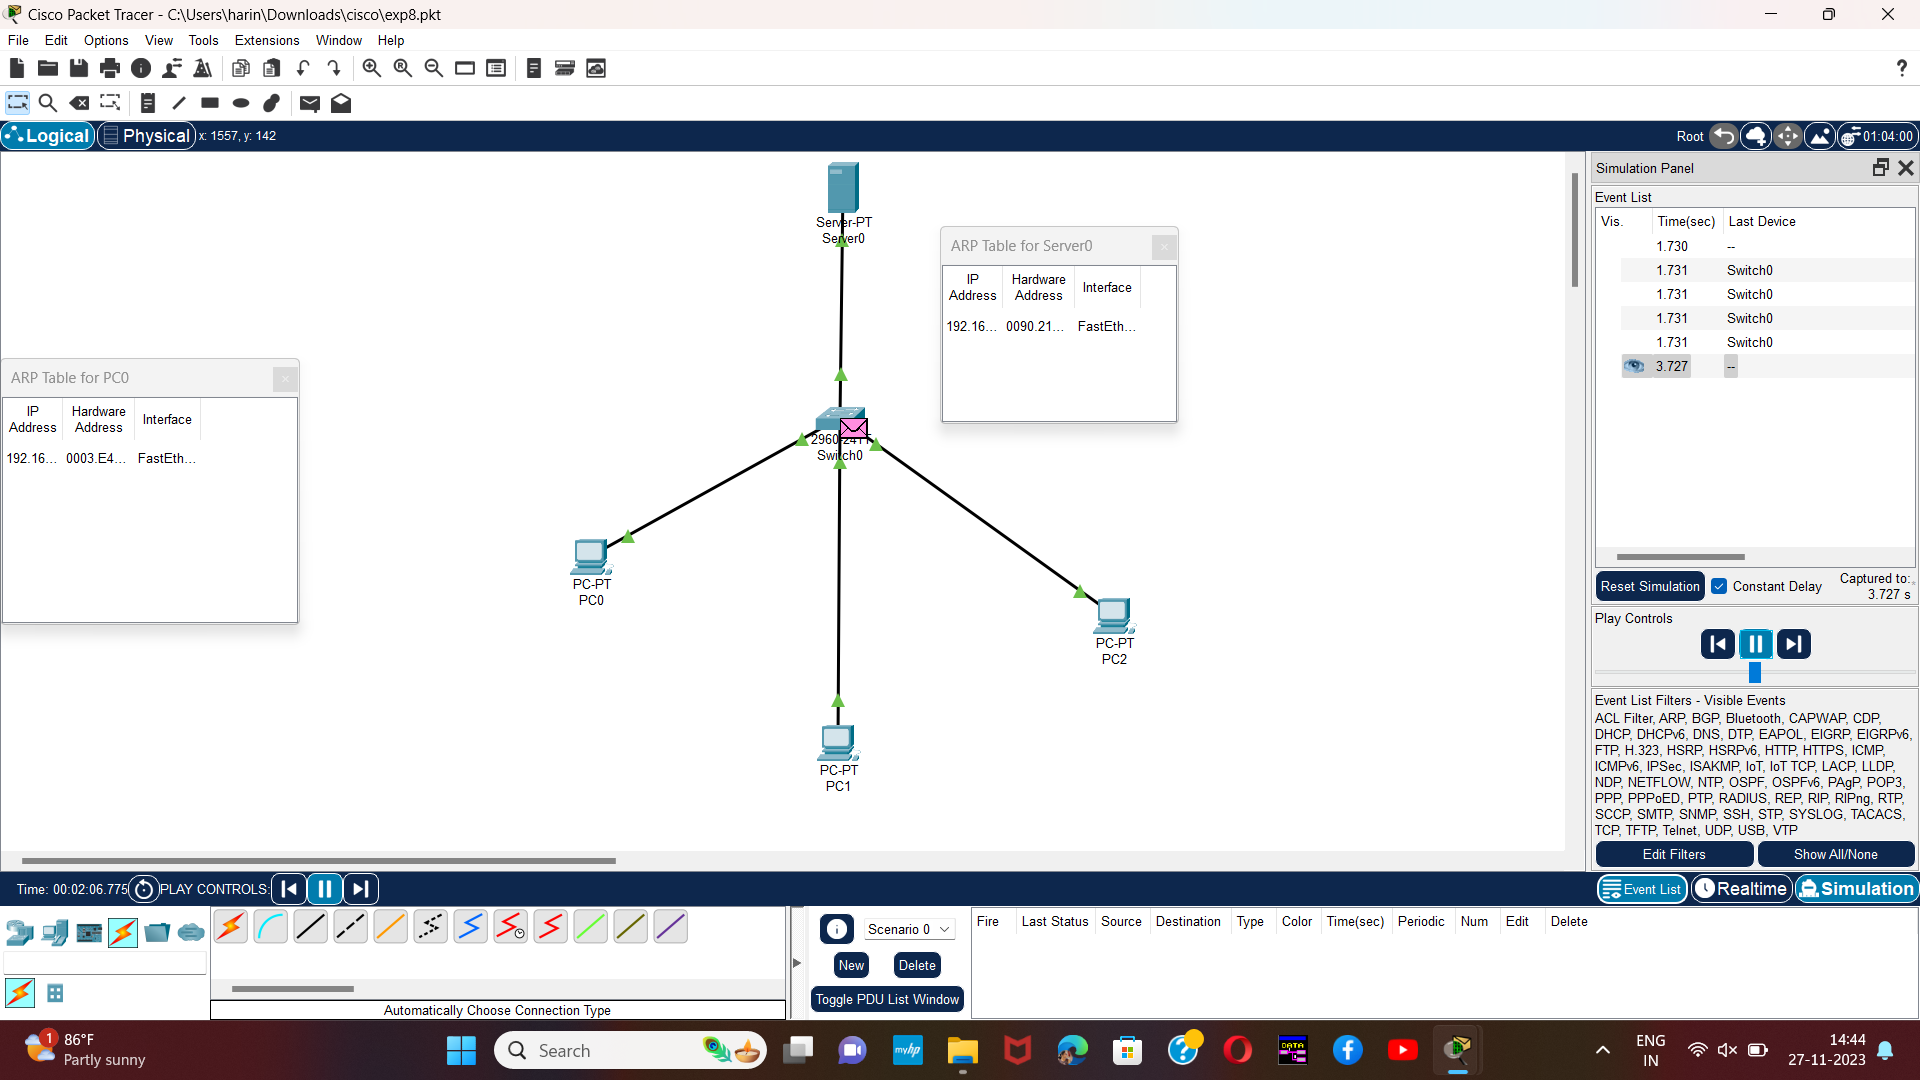 Cisco Packet Tracer - C:\Users\harin\Downloads\cisco\exp8.pkt
File Edit Options View Tools Extensions Window Help
Logical Physical x: 1557, y: 142
Root 01:04:00
Server-PT
Server0
ARP Table for Server0
IP Address Hardware Address Interface
192.16... 0090.21... FastEth...
ARP Table for PC0
IP Address Hardware Address Interface
192.16... 0003.E4... FastEth...
2960-24TT
Switch0
PC-PT
PC0
PC-PT
PC2
PC-PT
PC1
Simulation Panel
Event List
Vis. Time(sec) Last Device
1.730 --
1.731 Switch0
1.731 Switch0
1.731 Switch0
1.731 Switch0
3.727 --
Reset Simulation Constant Delay Captured to:
3.727 s
Play Controls
Event List Filters - Visible Events
ACL Filter, ARP, BGP, Bluetooth, CAPWAP, CDP,
DHCP, DHCPv6, DNS, DTP, EAPOL, EIGRP, EIGRPv6,
FTP, H.323, HSRP, HSRPv6, HTTP, HTTPS, ICMP,
ICMPv6, IPSec, ISAKMP, IoT, IoT TCP, LACP, LLDP,
NDP, NETFLOW, NTP, OSPF, OSPFv6, PAgP, POP3,
PPP, PPPoED, PTP, RADIUS, REP, RIP, RIPng, RTP,
SCCP, SMTP, SNMP, SSH, STP, SYSLOG, TACACS,
TCP, TFTP, Telnet, UDP, USB, VTP
Edit Filters Show All/None
Time: 00:02:06.775 PLAY CONTROLS:
Event List Realtime Simulation
Scenario 0
New Delete
Toggle PDU List Window
Fire Last Status Source Destination Type Color Time(sec) Periodic Num Edit Delete
Automatically Choose Connection Type
1
86°F
Partly sunny
Search
myhp
DATA
ENG
IN
14:44
27-11-2023